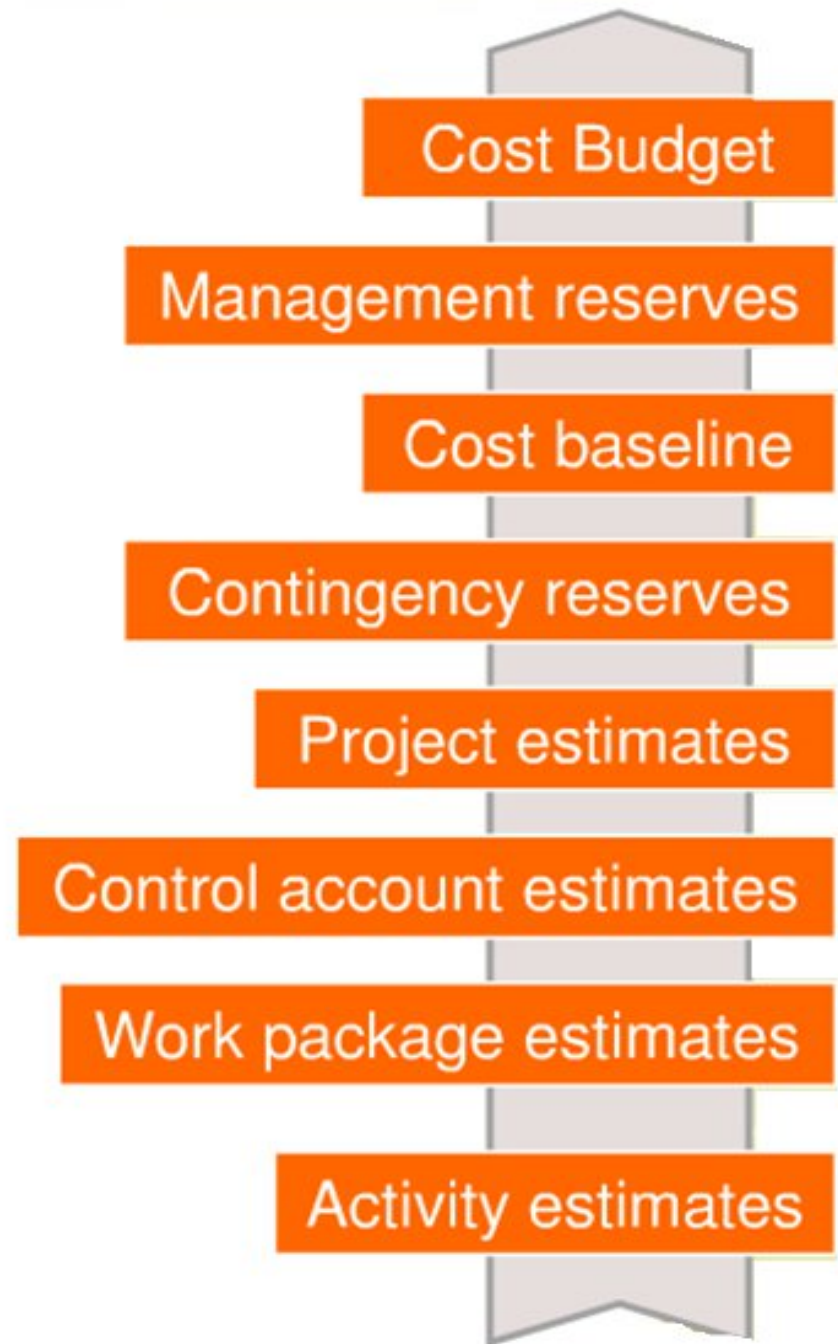 Cost Budget
Management reserves
Cost baseline
Contingency reserves
Project estimates
Control account estimates
Work package estimates
Activity estimates